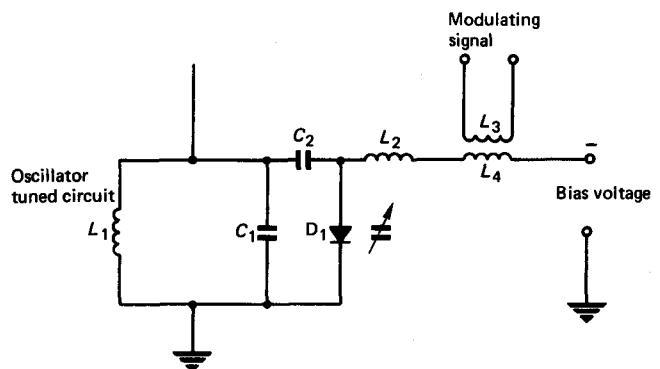 Modulating
signal
L3
C2
L2
L4
Oscillator
tuned circuit
Bias voltage
L1
C1
D1
−